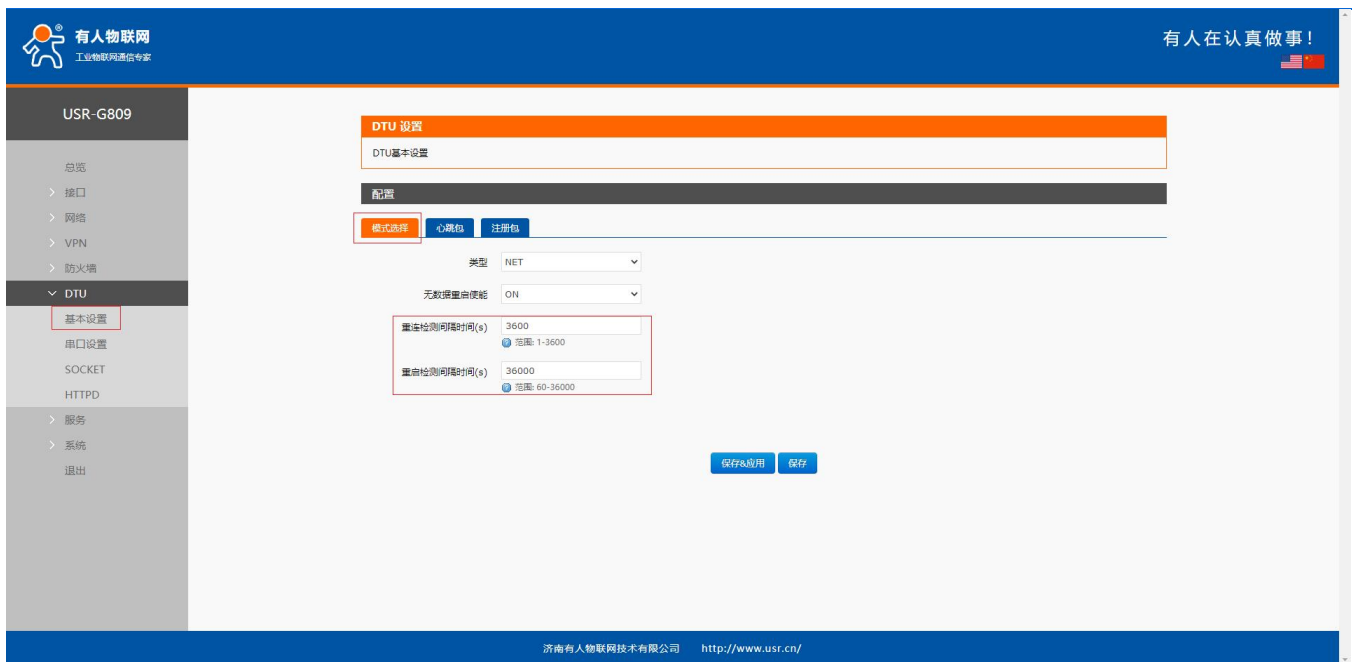 有人物联网
工业物联网通信专家
有人在认真做事!
USR-G809
总览
接口
网络
VPN
防火墙
DTU
基本设置
串口设置
SOCKET
HTTPD
服务
系统
退出
DTU 设置
DTU基本设置
配置
模式选择 心跳包 注册包
类型 NET
无数据重启使能 ON
重连检测间隔时间(s) 3600
范围: 1-3600
重启检测间隔时间(s) 36000
范围: 60-36000
保存&应用 保存
济南有人物联网技术有限公司 http://www.usr.cn/